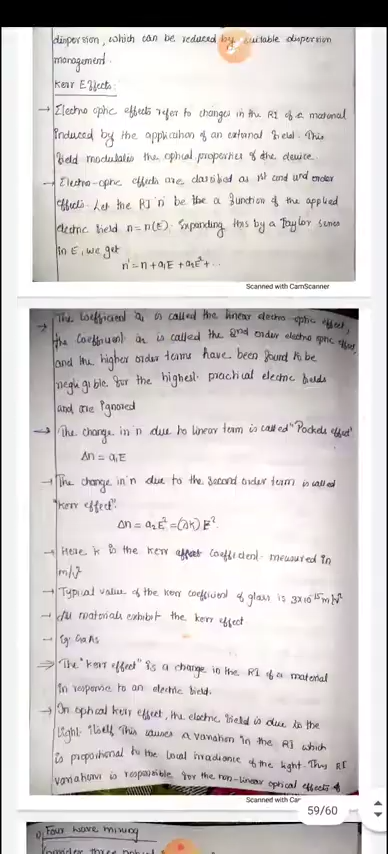 dispersion, which can be reduced by suitable dispersion
management.
Kerr Effects:
→ Electro optic effects refer to changes in the RI of a material
induced by the application of an external field. This
field modulates the optical properties of the device.
→ Electro-optic effects are classified as 1st and 2nd order
effects. Let the RI 'n' be the a function of the applied
electric field n = n(E). Expanding this by a Taylor series
in E, we get
n' = n + a₁E + a₂E² + ...
Scanned with CamScanner
→ The Coefficient a₁ is called the linear electro optic effect,
the coefficient a₂ is called the 2nd order electro optic effect,
and the higher order terms have been found to be
negligible for the highest practical electric fields
and are ignored
→ The change in n due to linear term is called "Pockels effect"
Δn = a₁E
→ The change in 'n due to the second order term is called
"Kerr effect".
Δn = a₂E² = (λk) E².
→ Here k is the kerr effect coefficient measured in
m/v²
→ Typical value of the kerr coefficient of glass is 3x10⁻¹⁵ m/v²
→ All materials exhibit the kerr effect
→ Eg: GaAs
⇒ The "Kerr effect" is a change in the RI of a material
in response to an electric field.
→ In optical kerr effect, the electric field is due to the
light itself. This causes a variation in the RI which
is proportional to the local irradiance of the light. This RI
variations is responsible for the non-linear optical effects of
Scanned with Car
59/60
Four wave mixing
Consider three